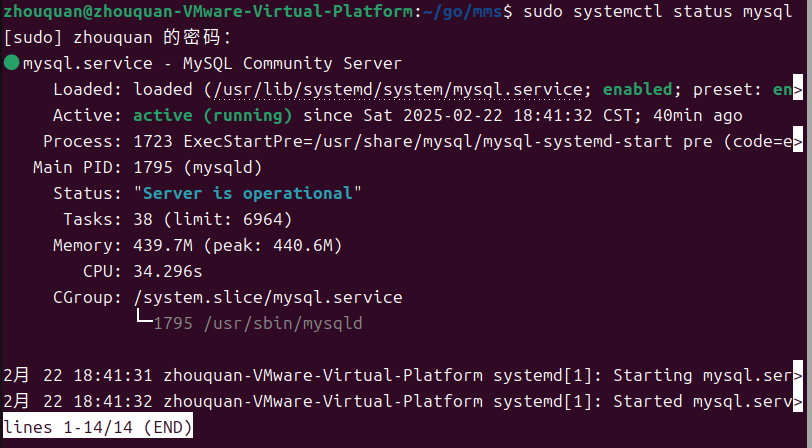 zhouquan@zhouquan-VMware-Virtual-Platform:~/go/mms$ sudo systemctl status mysql
[sudo] zhouquan 的密码：
●mysql.service - MySQL Community Server
     Loaded: loaded (/usr/lib/systemd/system/mysql.service; enabled; preset: en>
     Active: active (running) since Sat 2025-02-22 18:41:32 CST; 40min ago
    Process: 1723 ExecStartPre=/usr/share/mysql/mysql-systemd-start pre (code=e>
   Main PID: 1795 (mysqld)
     Status: "Server is operational"
      Tasks: 38 (limit: 6964)
     Memory: 439.7M (peak: 440.6M)
        CPU: 34.296s
     CGroup: /system.slice/mysql.service
             └─1795 /usr/sbin/mysqld

2月 22 18:41:31 zhouquan-VMware-Virtual-Platform systemd[1]: Starting mysql.ser>
2月 22 18:41:32 zhouquan-VMware-Virtual-Platform systemd[1]: Started mysql.serv>
lines 1-14/14 (END)